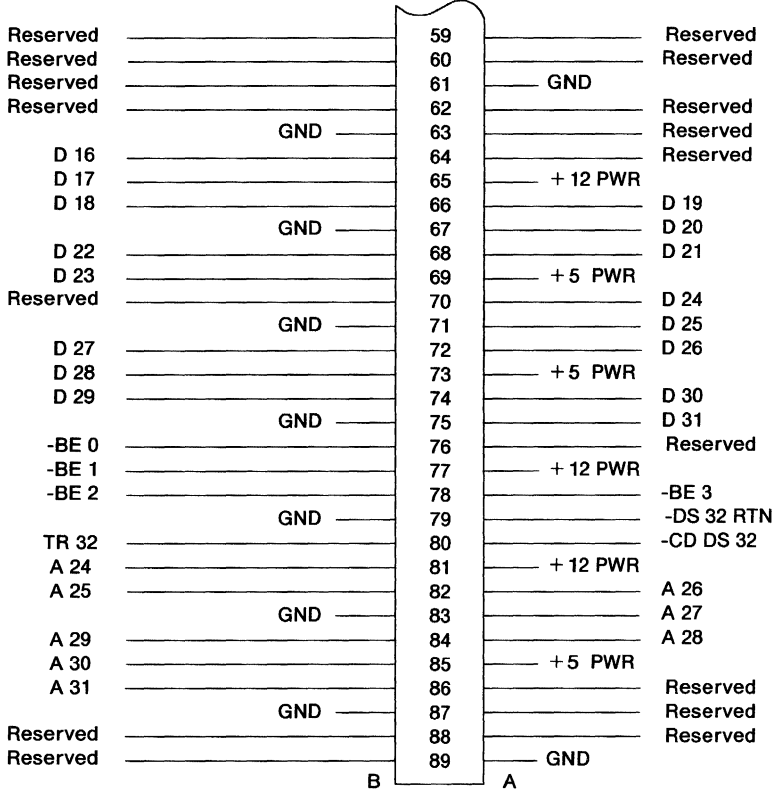 Reserved 59 Reserved
Reserved 60 Reserved
Reserved 61 GND
Reserved 62 Reserved
GND 63 Reserved
D 16 64 Reserved
D 17 65 +12 PWR
D 18 66 D 19
GND 67 D 20
D 22 68 D 21
D 23 69 +5 PWR
Reserved 70 D 24
GND 71 D 25
D 27 72 D 26
D 28 73 +5 PWR
D 29 74 D 30
GND 75 D 31
-BE 0 76 Reserved
-BE 1 77 +12 PWR
-BE 2 78 -BE 3
GND 79 -DS 32 RTN
TR 32 80 -CD DS 32
A 24 81 +12 PWR
A 25 82 A 26
GND 83 A 27
A 29 84 A 28
A 30 85 +5 PWR
A 31 86 Reserved
GND 87 Reserved
Reserved 88 Reserved
Reserved 89 GND
B A